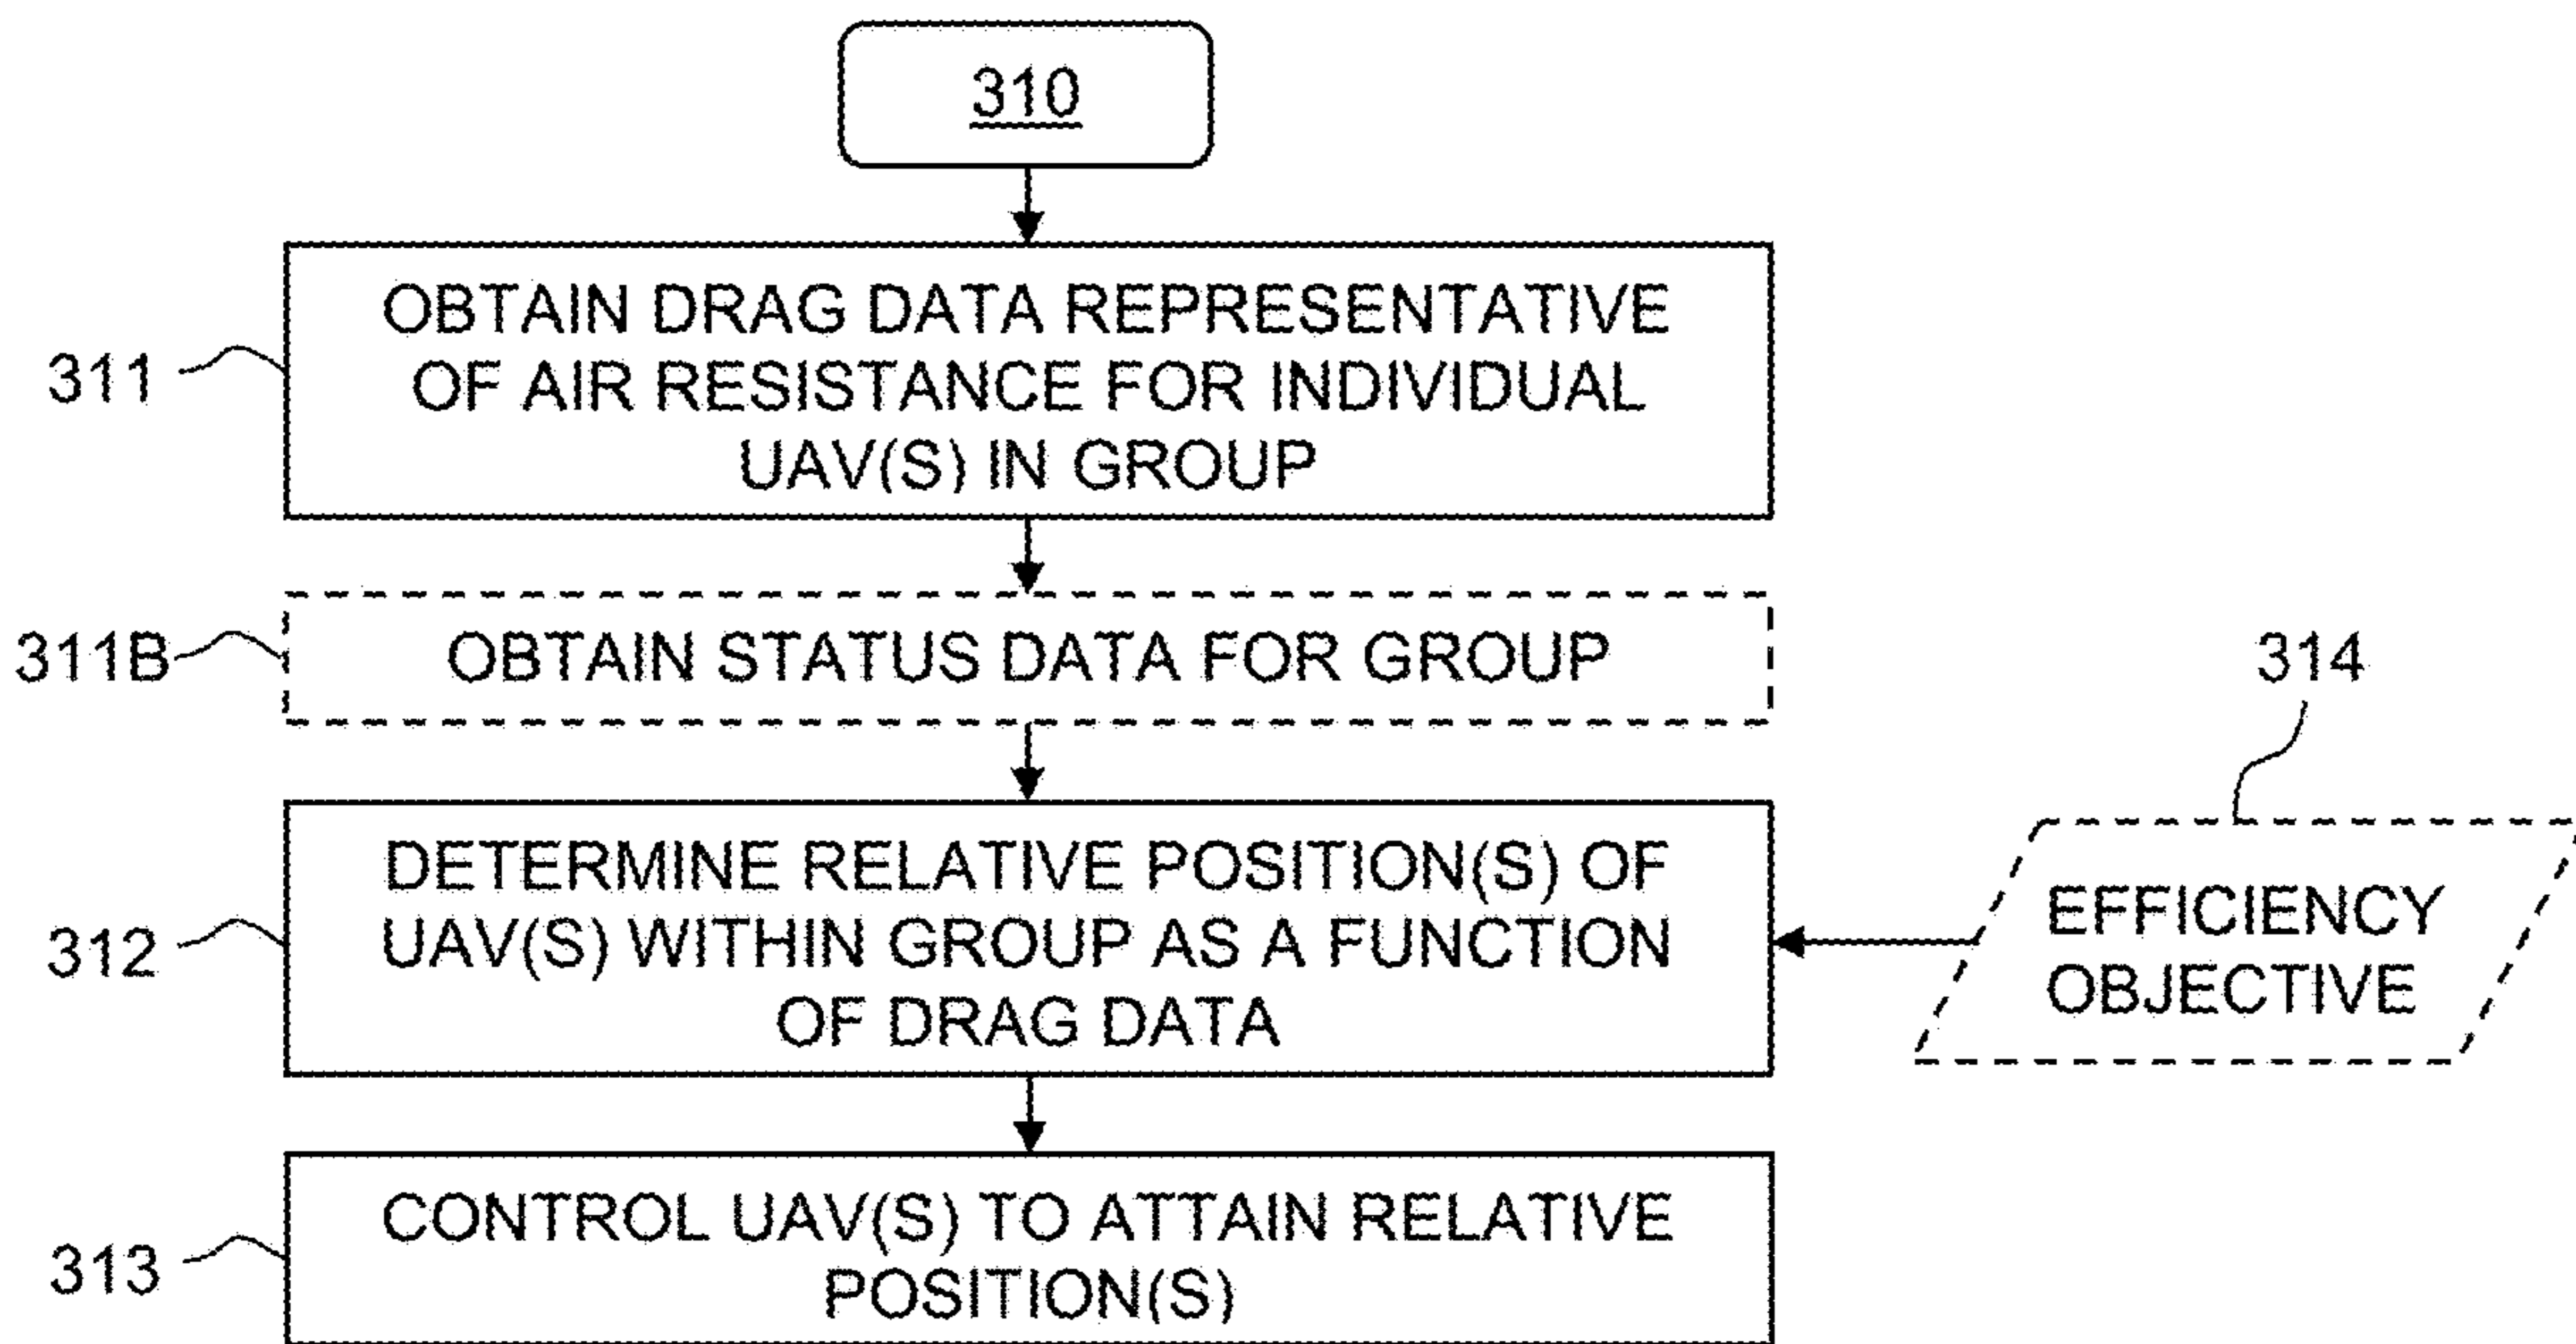 310
311
OBTAIN DRAG DATA REPRESENTATIVE
OF AIR RESISTANCE FOR INDIVIDUAL
UAV(S) IN GROUP
311B
OBTAIN STATUS DATA FOR GROUP
314
312
DETERMINE RELATIVE POSITION(S) OF
UAV(S) WITHIN GROUP AS A FUNCTION
OF DRAG DATA
EFFICIENCY
OBJECTIVE
313
CONTROL UAV(S) TO ATTAIN RELATIVE
POSITION(S)